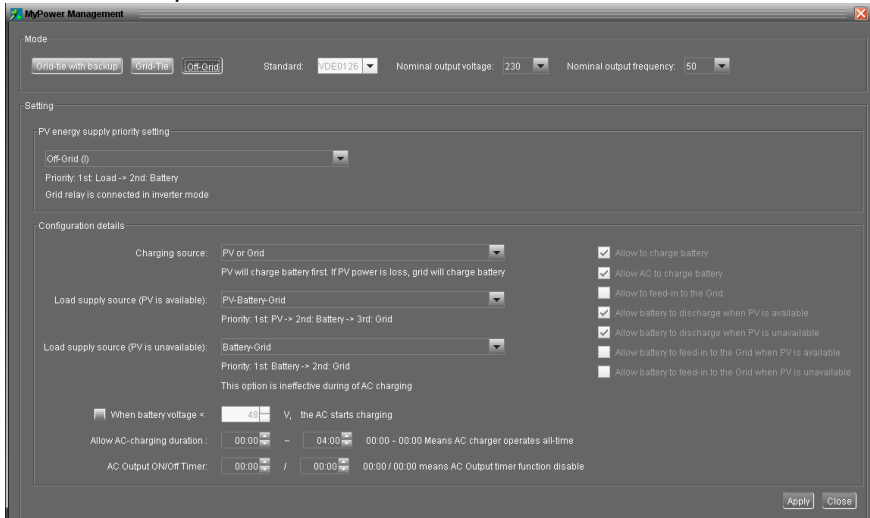 MyPower Management
Mode
Grid-tie with backup Grid-Tie Off-Grid Standard: VDE0126 Nominal output voltage: 230 Nominal output frequency: 50
Setting
PV energy supply priority setting
Off-Grid (I)
Priority: 1st: Load -> 2nd: Battery
Grid relay is connected in inverter mode
Configuration details
Charging source: PV or Grid Allow to charge battery
PV will charge battery first. If PV power is loss, grid will charge battery Allow AC to charge battery
Load supply source (PV is available): PV-Battery-Grid Allow to feed-in to the Grid
Priority: 1st: PV -> 2nd: Battery -> 3rd: Grid Allow battery to discharge when PV is available
Allow battery to discharge when PV is unavailable
Load supply source (PV is unavailable): Battery-Grid Allow battery to feed-in to the Grid when PV is available
Priority: 1st: Battery -> 2nd: Grid Allow battery to feed-in to the Grid when PV is unavailable
This option is ineffective during of AC charging
When battery voltage < 48 V, the AC starts charging
Allow AC-charging duration : 00:00 ~ 04:00 00:00 - 00:00 Means AC charger operates all-time
AC Output ON/Off Timer: 00:00 / 00:00 00:00 / 00:00 means AC Output timer function disable
Apply Close